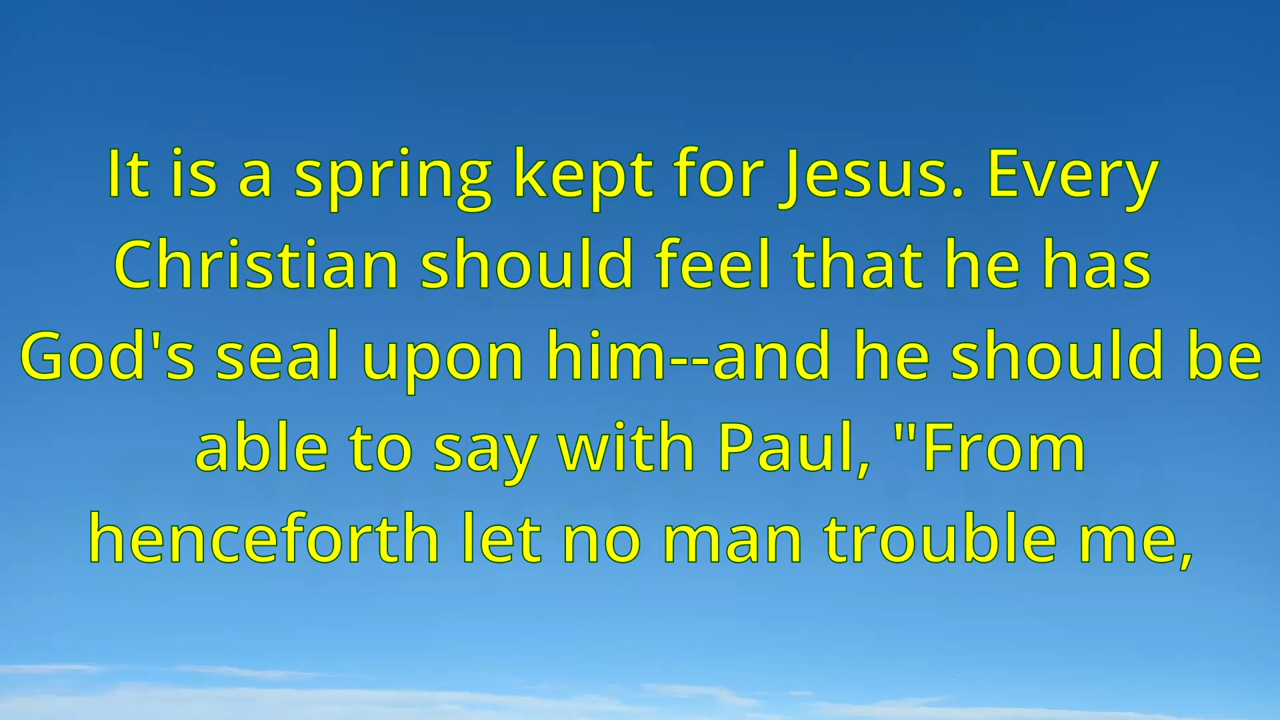 It is a spring kept for Jesus. Every
Christian should feel that he has
God's seal upon him--and he should be
able to say with Paul, "From
henceforth let no man trouble me,